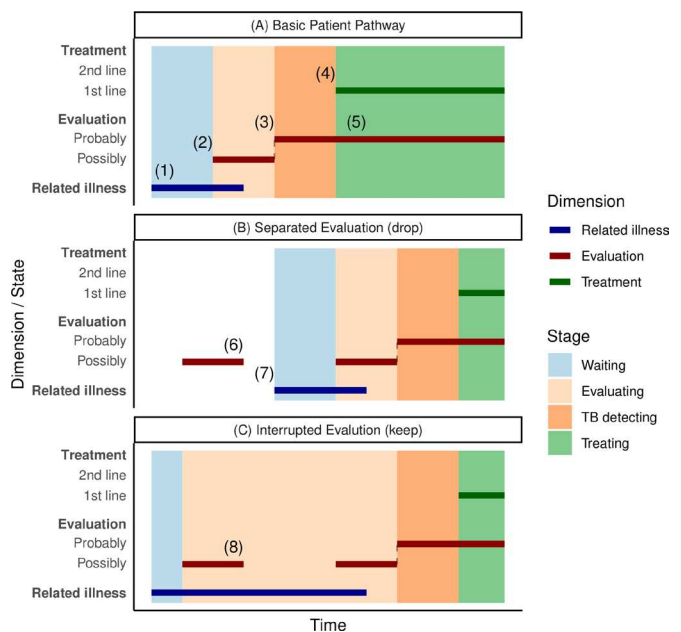 (A) Basic Patient Pathway
Treatment
2nd line
1st line
Evaluation
Probably
Possibly
Related illness
(1)
(2)
(3)
(4)
(5)
(B) Separated Evaluation (drop)
Treatment
2nd line
1st line
Evaluation
Probably
Possibly
Related illness
(6)
(7)
(C) Interrupted Evalution (keep)
Treatment
2nd line
1st line
Evaluation
Probably
Possibly
Related illness
(8)
Dimension / State
Time
Dimension
Related illness
Evaluation
Treatment
Stage
Waiting
Evaluating
TB detecting
Treating